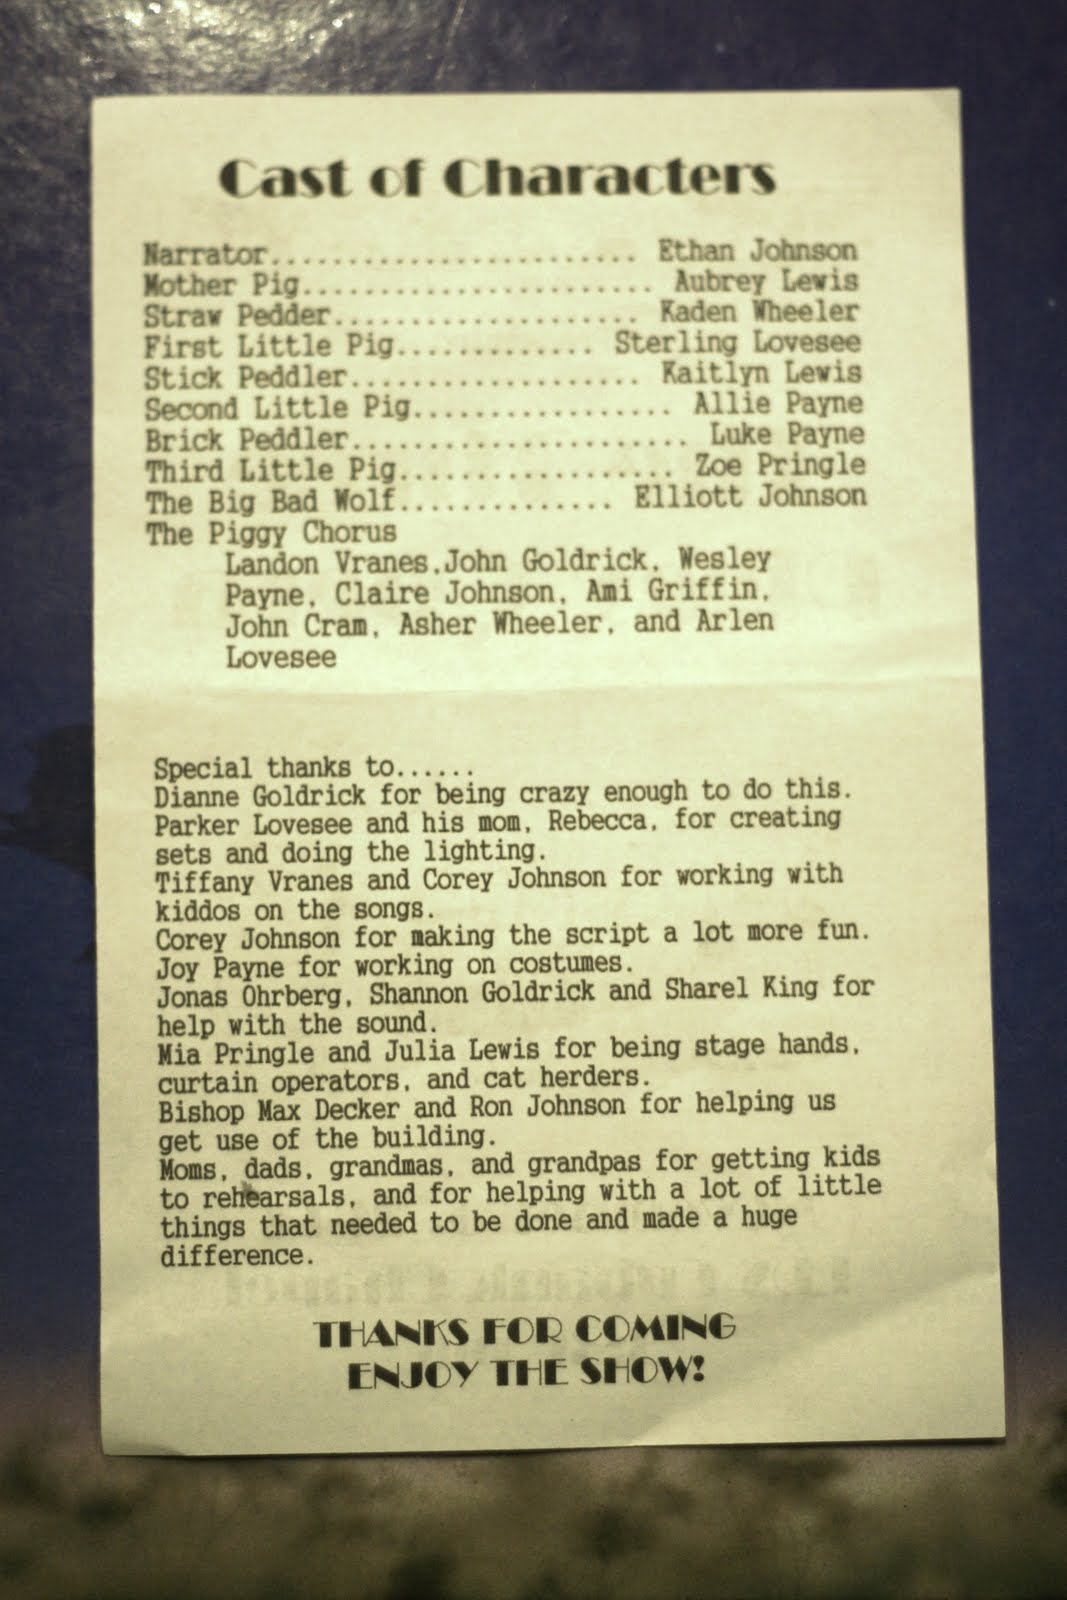 Cast of Characters
Narrator........................ Ethan Johnson
Mother Pig....................... Aubrey Lewis
Straw Pedder.................... Kaden Wheeler
First Little Pig............. Sterling Lovesee
Stick Peddler................... Kaitlyn Lewis
Second Little Pig................. Allie Payne
Brick Peddler...................... Luke Payne
Third Little Pig.................. Zoe Pringle
The Big Bad Wolf.............. Elliott Johnson
The Piggy Chorus
Landon Vranes,John Goldrick, Wesley
Payne, Claire Johnson, Ami Griffin,
John Cram, Asher Wheeler, and Arlen
Lovesee
Special thanks to......
Dianne Goldrick for being crazy enough to do this.
Parker Lovesee and his mom, Rebecca, for creating
sets and doing the lighting.
Tiffany Vranes and Corey Johnson for working with
kiddos on the songs.
Corey Johnson for making the script a lot more fun.
Joy Payne for working on costumes.
Jonas Ohrberg, Shannon Goldrick and Sharel King for
help with the sound.
Mia Pringle and Julia Lewis for being stage hands,
curtain operators, and cat herders.
Bishop Max Decker and Ron Johnson for helping us
get use of the building.
Moms, dads, grandmas, and grandpas for getting kids
to rehearsals, and for helping with a lot of little
things that needed to be done and made a huge
difference.
THANKS FOR COMING
ENJOY THE SHOW!